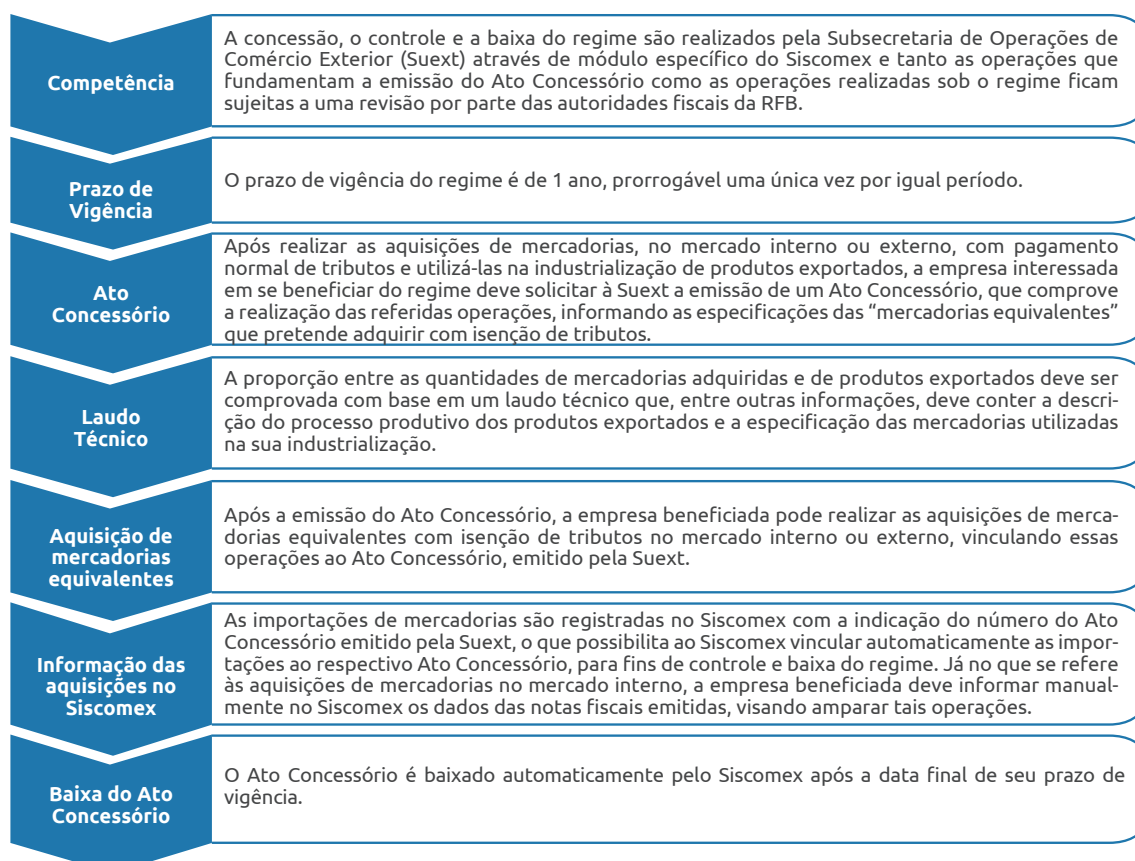 Competência
A concessão, o controle e a baixa do regime são realizados pela Subsecretaria de Operações de
Comércio Exterior (Suext) através de módulo específico do Siscomex e tanto as operações que
fundamentam a emissão do Ato Concessório como as operações realizadas sob o regime ficam
sujeitas a uma revisão por parte das autoridades fiscais da RFB.
Prazo de
Vigência
O prazo de vigência do regime é de 1 ano, prorrogável uma única vez por igual período.
Ato
Concessório
Após realizar as aquisições de mercadorias, no mercado interno ou externo, com pagamento
normal de tributos e utilizá-las na industrialização de produtos exportados, a empresa interessada
em se beneficiar do regime deve solicitar à Suext a emissão de um Ato Concessório, que comprove
a realização das referidas operações, informando as especificações das “mercadorias equivalentes”
que pretende adquirir com isenção de tributos.
Laudo
Técnico
A proporção entre as quantidades de mercadorias adquiridas e de produtos exportados deve ser
comprovada com base em um laudo técnico que, entre outras informações, deve conter a descri-
ção do processo produtivo dos produtos exportados e a especificação das mercadorias utilizadas
na sua industrialização.
Aquisição de
mercadorias
equivalentes
Após a emissão do Ato Concessório, a empresa beneficiada pode realizar as aquisições de merca-
dorias equivalentes com isenção de tributos no mercado interno ou externo, vinculando essas
operações ao Ato Concessório, emitido pela Suext.
Informação das
aquisições no
Siscomex
As importações de mercadorias são registradas no Siscomex com a indicação do número do Ato
Concessório emitido pela Suext, o que possibilita ao Siscomex vincular automaticamente as impor-
tações ao respectivo Ato Concessório, para fins de controle e baixa do regime. Já no que se refere
às aquisições de mercadorias no mercado interno, a empresa beneficiada deve informar manual-
mente no Siscomex os dados das notas fiscais emitidas, visando amparar tais operações.
Baixa do Ato
Concessório
O Ato Concessório é baixado automaticamente pelo Siscomex após a data final de seu prazo de
vigência.